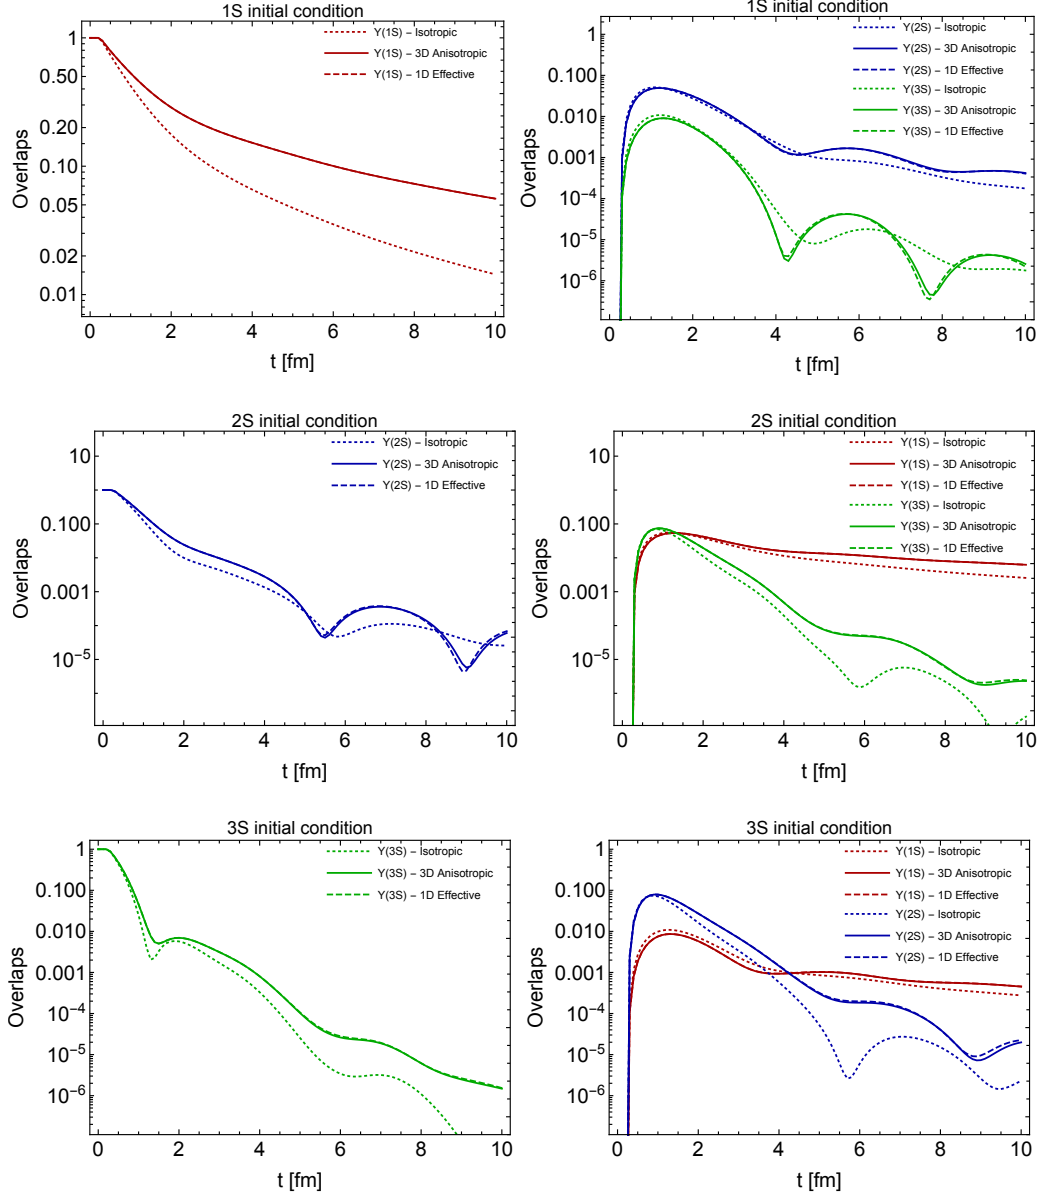 1S initial condition
Υ(1S) – Isotropic
Υ(1S) – 3D Anisotropic
Υ(1S) – 1D Effective
1
0.50
0.20
0.10
0.05
0.02
0.01
Overlaps
0 2 4 6 8 10
t [fm]
1S initial condition
Υ(2S) – Isotropic
Υ(2S) – 3D Anisotropic
Υ(2S) – 1D Effective
Υ(3S) – Isotropic
Υ(3S) – 3D Anisotropic
Υ(3S) – 1D Effective
1
0.100
0.010
0.001
10⁻⁴
10⁻⁵
10⁻⁶
Overlaps
0 2 4 6 8 10
t [fm]
2S initial condition
Υ(2S) – Isotropic
Υ(2S) – 3D Anisotropic
Υ(2S) – 1D Effective
10
0.100
0.001
10⁻⁵
Overlaps
0 2 4 6 8 10
t [fm]
2S initial condition
Υ(1S) – Isotropic
Υ(1S) – 3D Anisotropic
Υ(1S) – 1D Effective
Υ(3S) – Isotropic
Υ(3S) – 3D Anisotropic
Υ(3S) – 1D Effective
10
0.100
0.001
10⁻⁵
Overlaps
0 2 4 6 8 10
t [fm]
3S initial condition
Υ(3S) – Isotropic
Υ(3S) – 3D Anisotropic
Υ(3S) – 1D Effective
1
0.100
0.010
0.001
10⁻⁴
10⁻⁵
10⁻⁶
Overlaps
0 2 4 6 8 10
t [fm]
3S initial condition
Υ(1S) – Isotropic
Υ(1S) – 3D Anisotropic
Υ(1S) – 1D Effective
Υ(2S) – Isotropic
Υ(2S) – 3D Anisotropic
Υ(2S) – 1D Effective
1
0.100
0.010
0.001
10⁻⁴
10⁻⁵
10⁻⁶
Overlaps
0 2 4 6 8 10
t [fm]